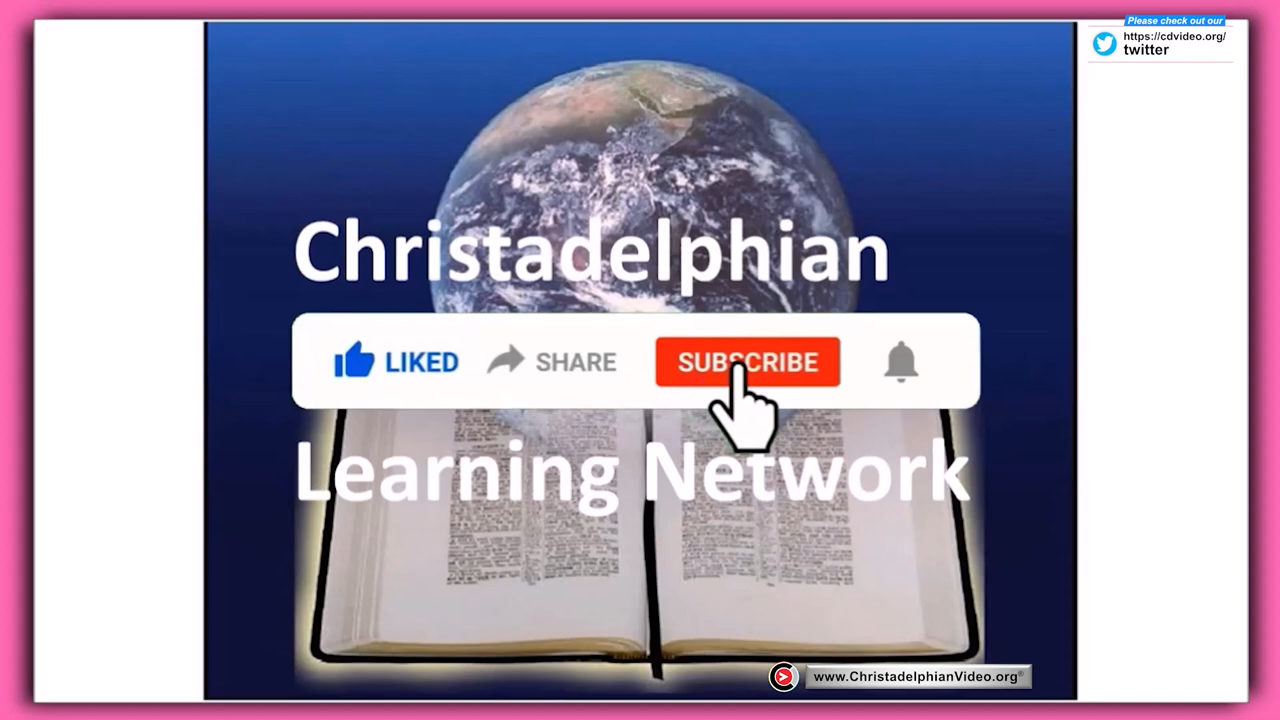 Please check out our
https://cdvideo.org/
twitter
Christadelphian
LIKED SHARE SUBSCRIBE
Learning Network
www.ChristadelphianVideo.org®